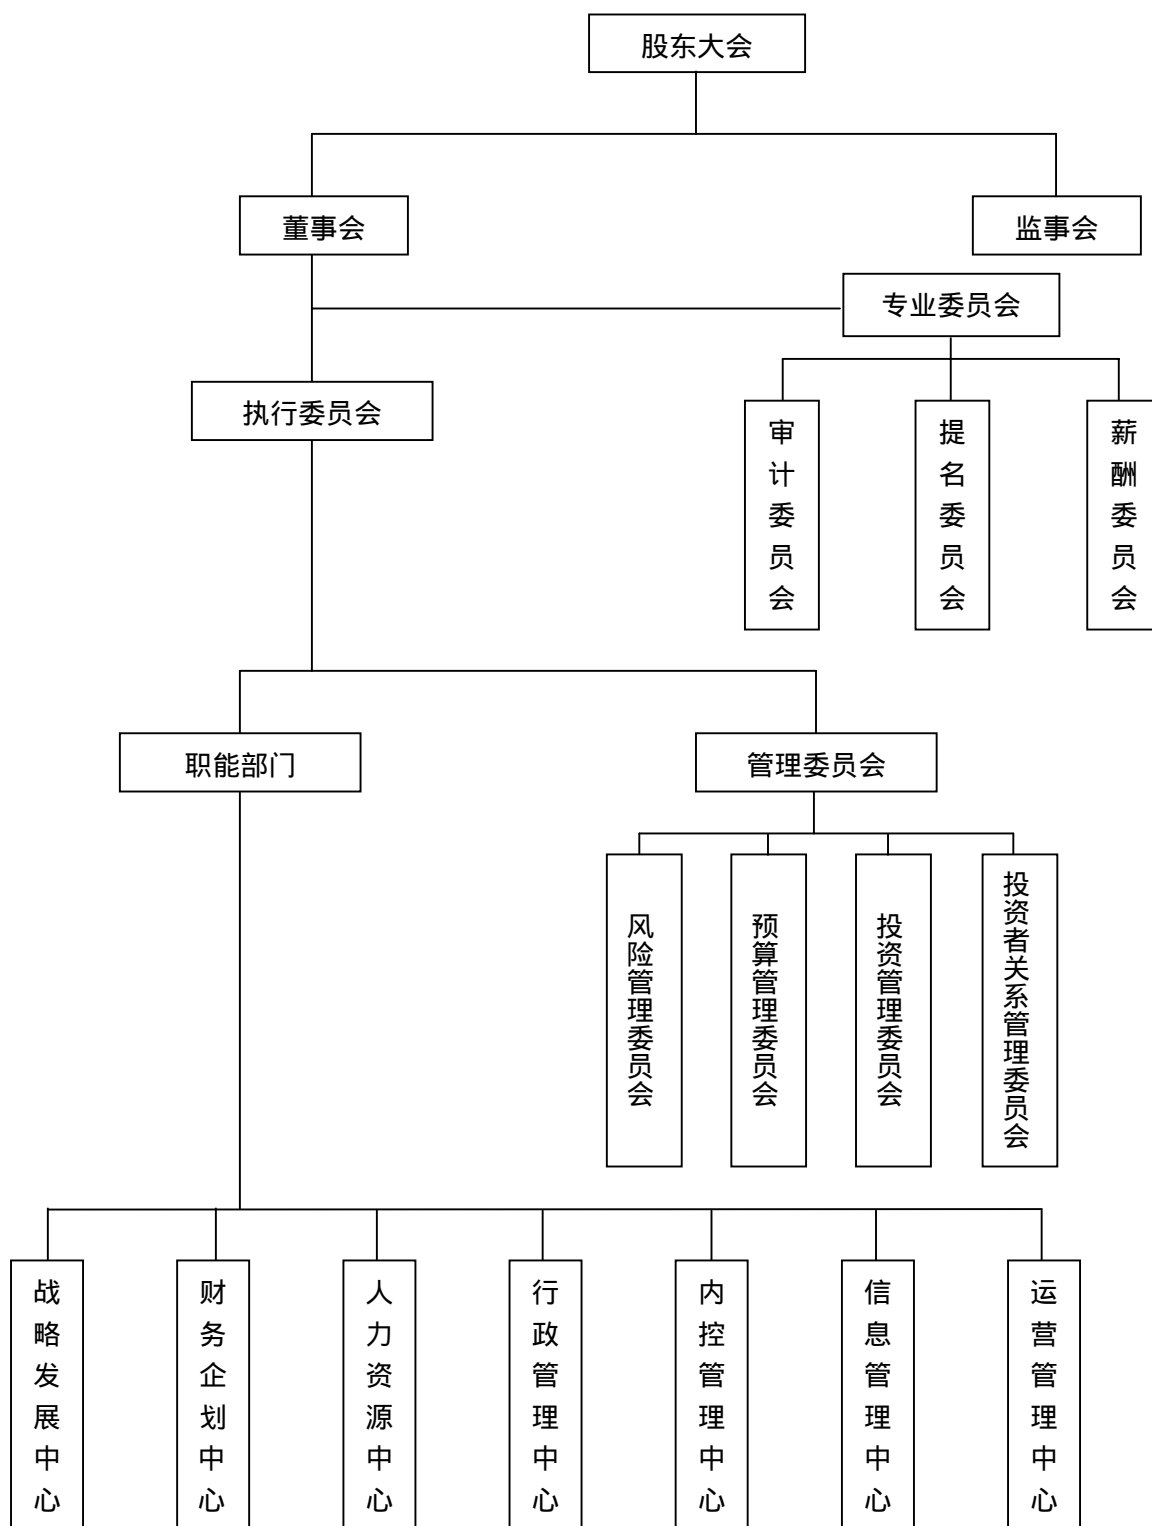 股东大会
董事会
监事会
专业委员会
执行委员会
审计委员会
提名委员会
薪酬委员会
职能部门
管理委员会
风险管理委员会
预算管理委员会
投资管理委员会
投资者关系管理委员会
战略发展中心
财务企划中心
人力资源中心
行政管理中心
内控管理中心
信息管理中心
运营管理中心